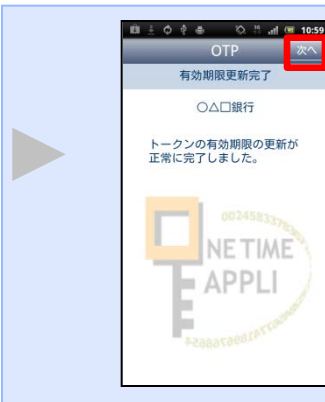 10:59
OTP
次へ
有効期限更新完了
○△□銀行
トークンの有効期限の更新が
正常に完了しました。
NE TIME
APPLI